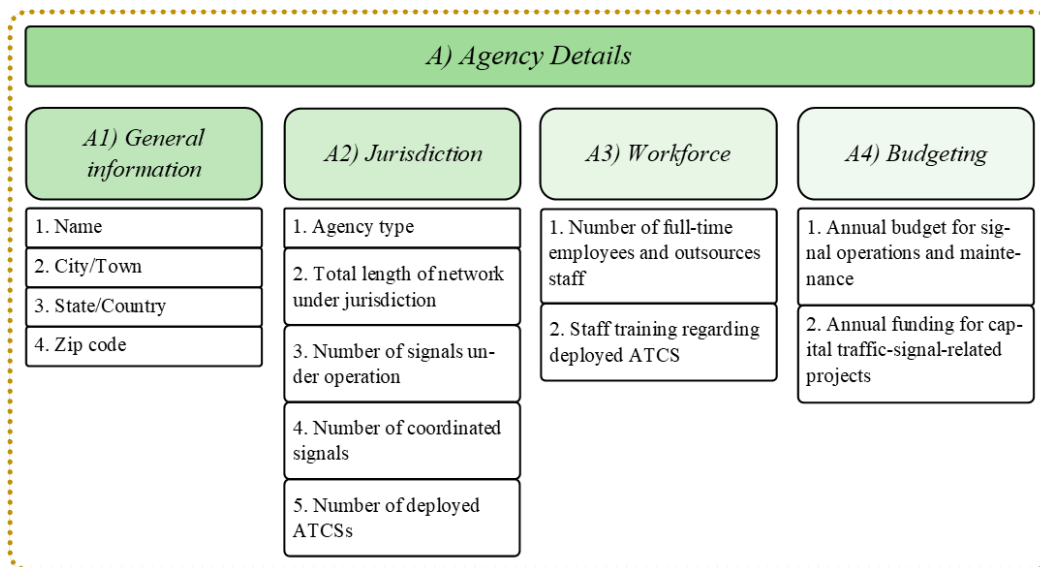 A) Agency Details
A1) General
information
1. Name
2. City/Town
3. State/Country
4. Zip code
A2) Jurisdiction
1. Agency type
2. Total length of network
under jurisdiction
3. Number of signals un-
der operation
4. Number of coordinated
signals
5. Number of deployed
ATCSs
A3) Workforce
1. Number of full-time
employees and outsources
staff
2. Staff training regarding
deployed ATCS
A4) Budgeting
1. Annual budget for sig-
nal operations and mainte-
nance
2. Annual funding for cap-
ital traffic-signal-related
projects